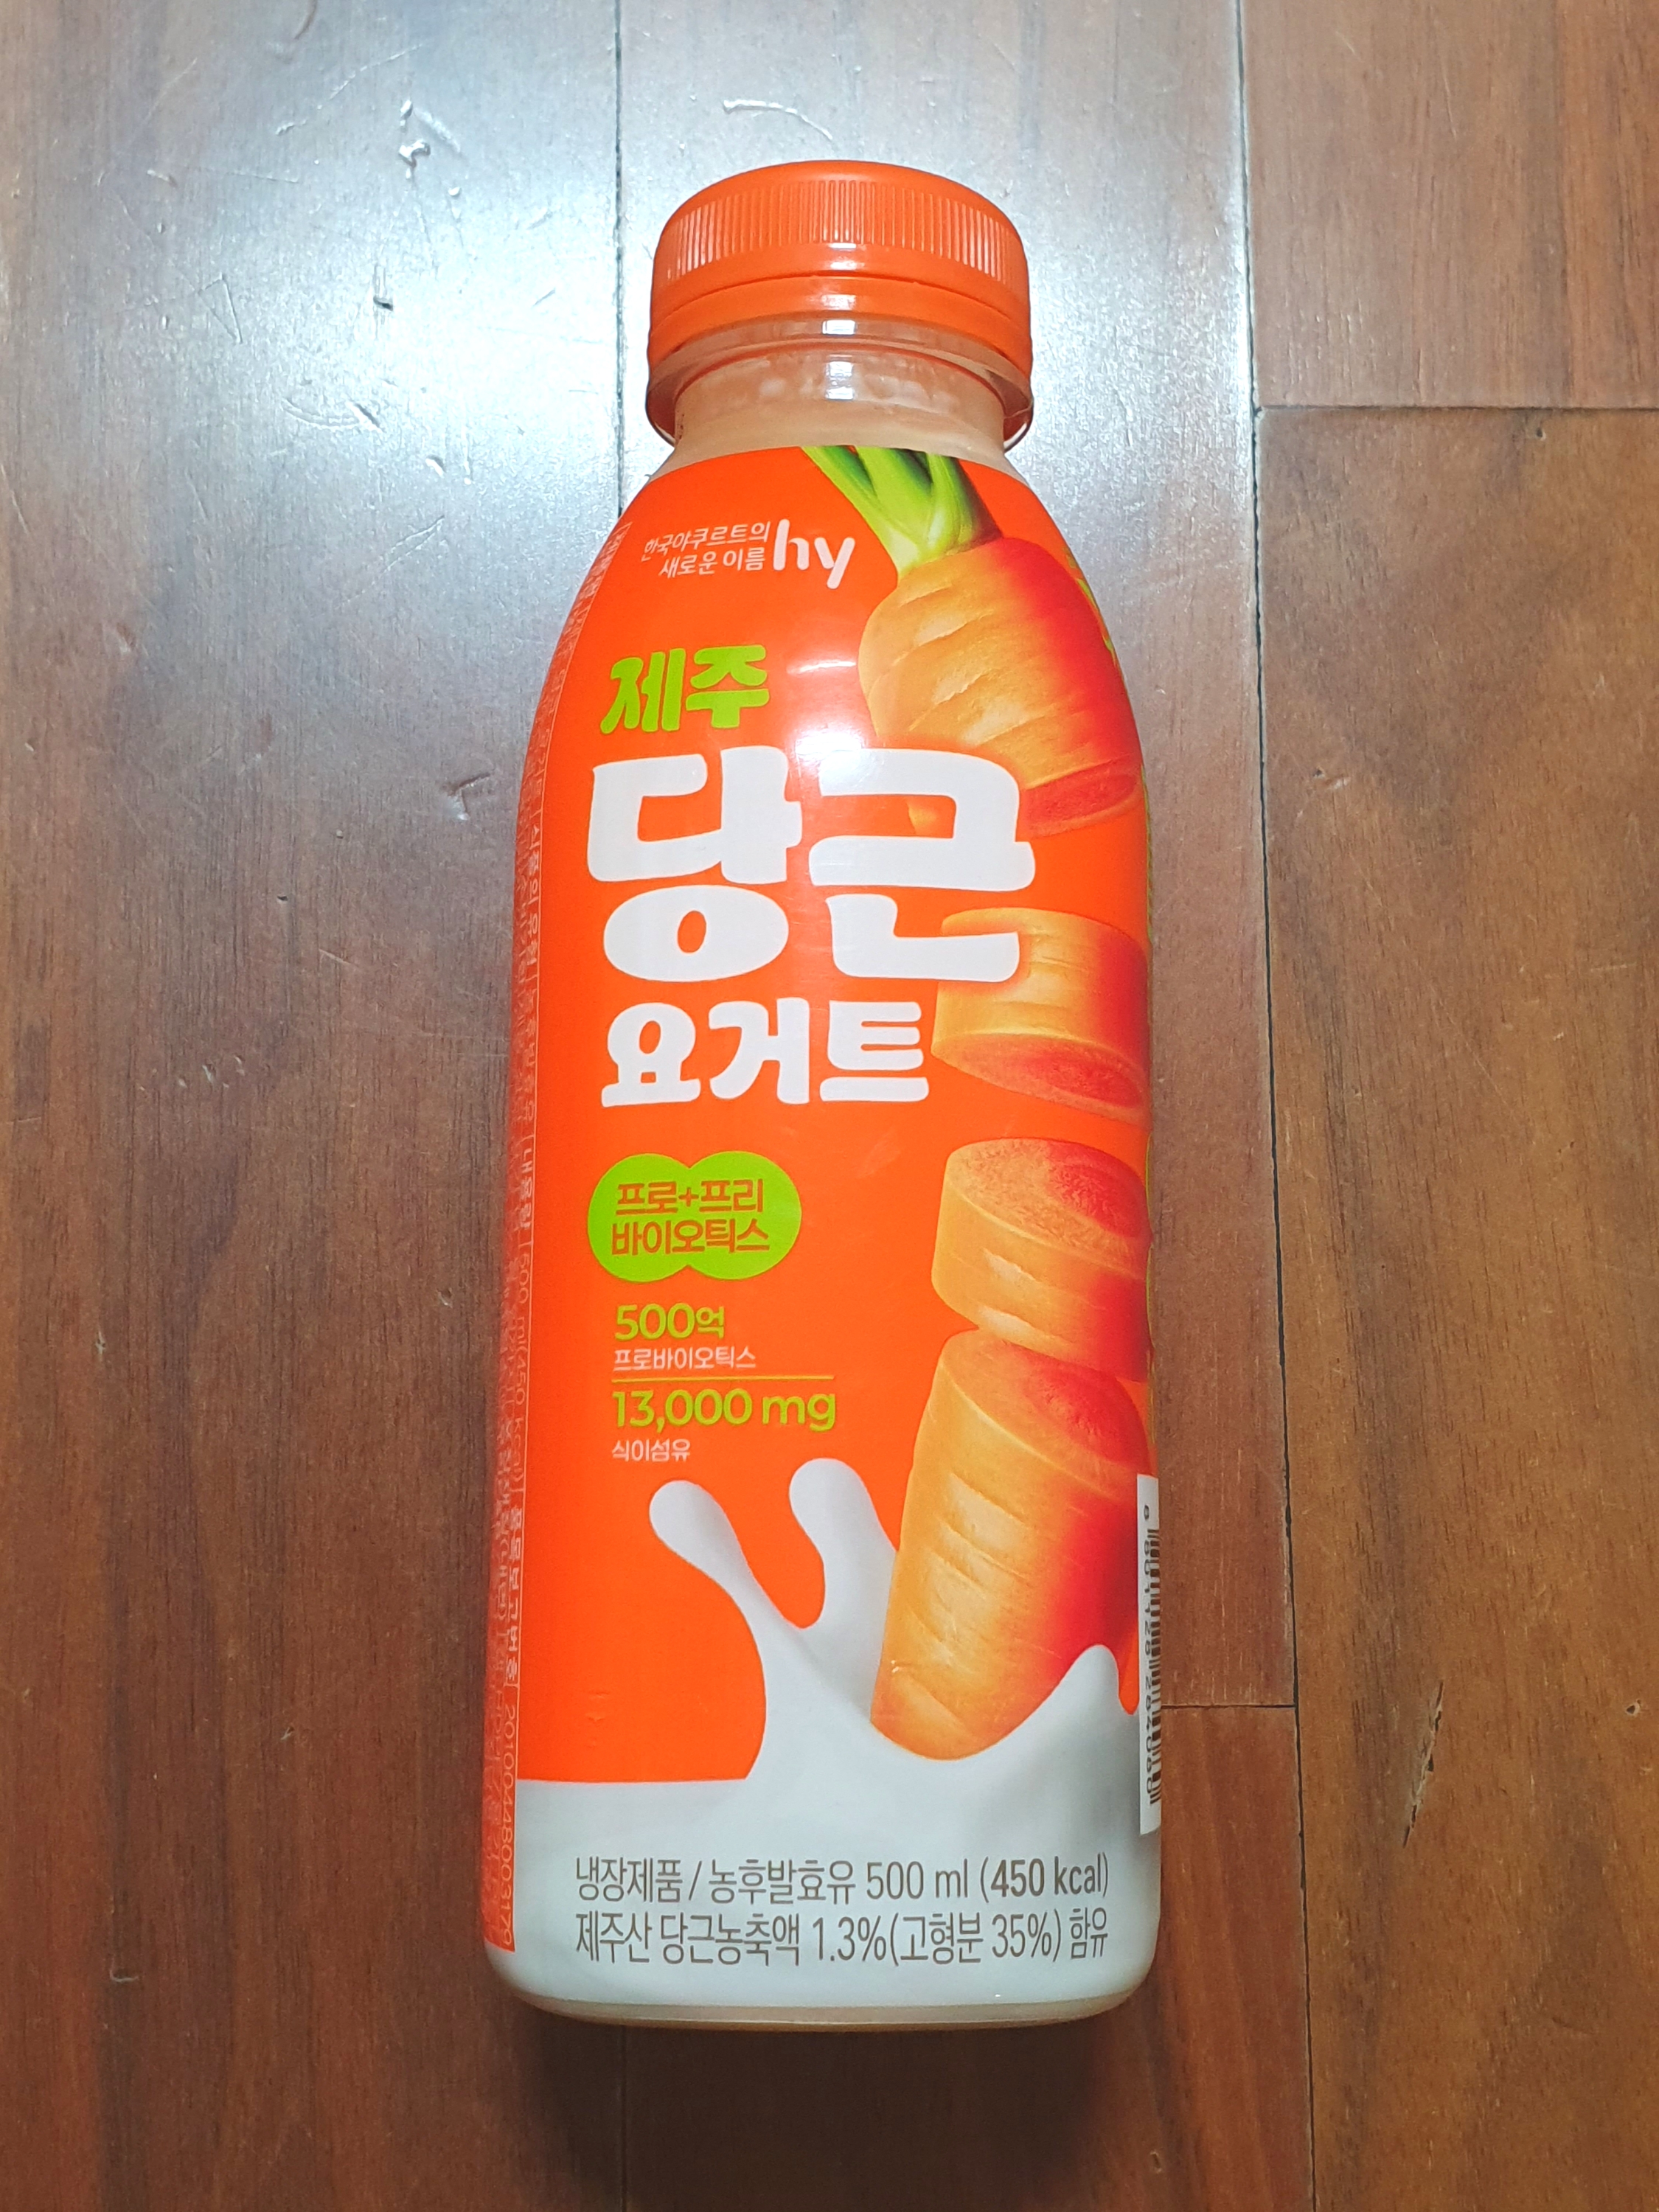 한국야쿠르트의
새로운 이름 hy
제주
당근
요거트
프로+프리
바이오틱스
500억
프로바이오틱스
13,000 mg
식이섬유
냉장제품 / 농후발효유 500 ml (450 kcal)
제주산 당근농축액 1.3%(고형분 35%) 함유